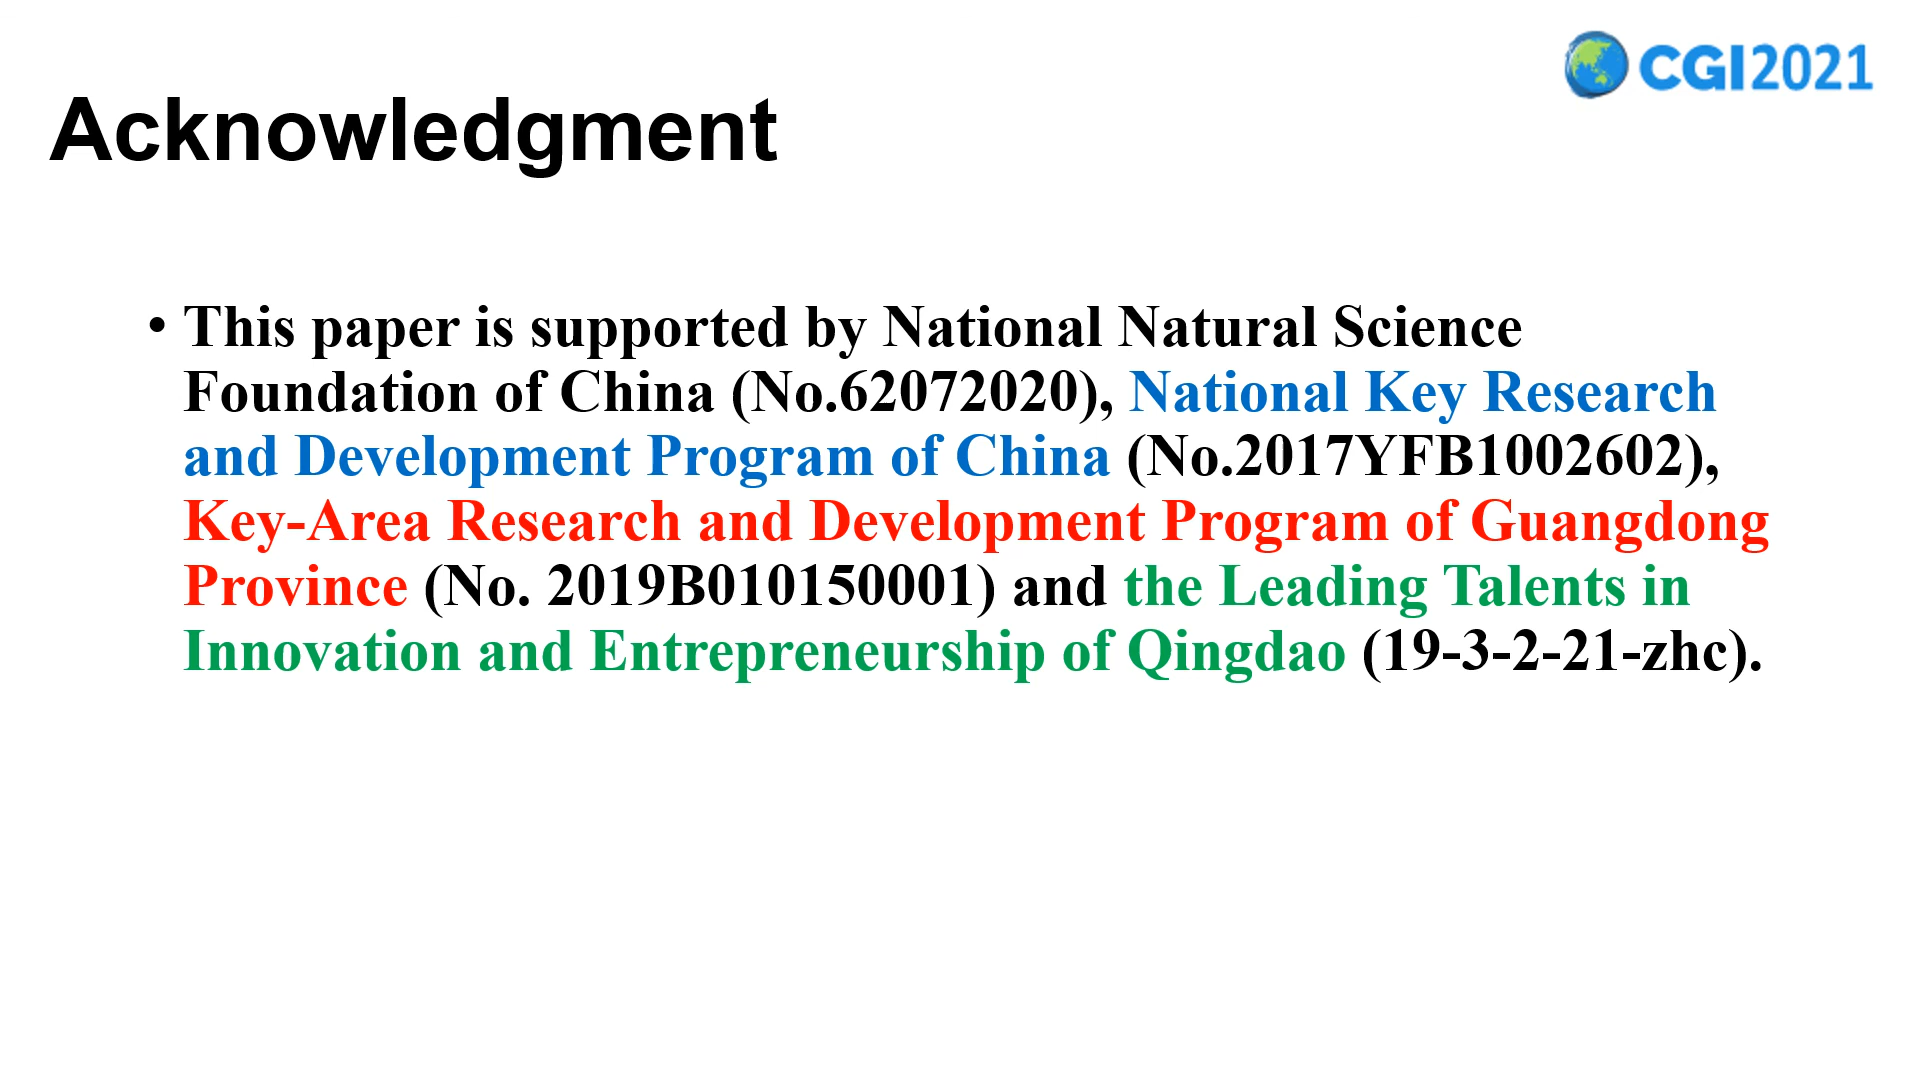 CGI2021
Acknowledgment
• This paper is supported by National Natural Science
Foundation of China (No.62072020), National Key Research
and Development Program of China (No.2017YFB1002602),
Key-Area Research and Development Program of Guangdong
Province (No. 2019B010150001) and the Leading Talents in
Innovation and Entrepreneurship of Qingdao (19-3-2-21-zhc).